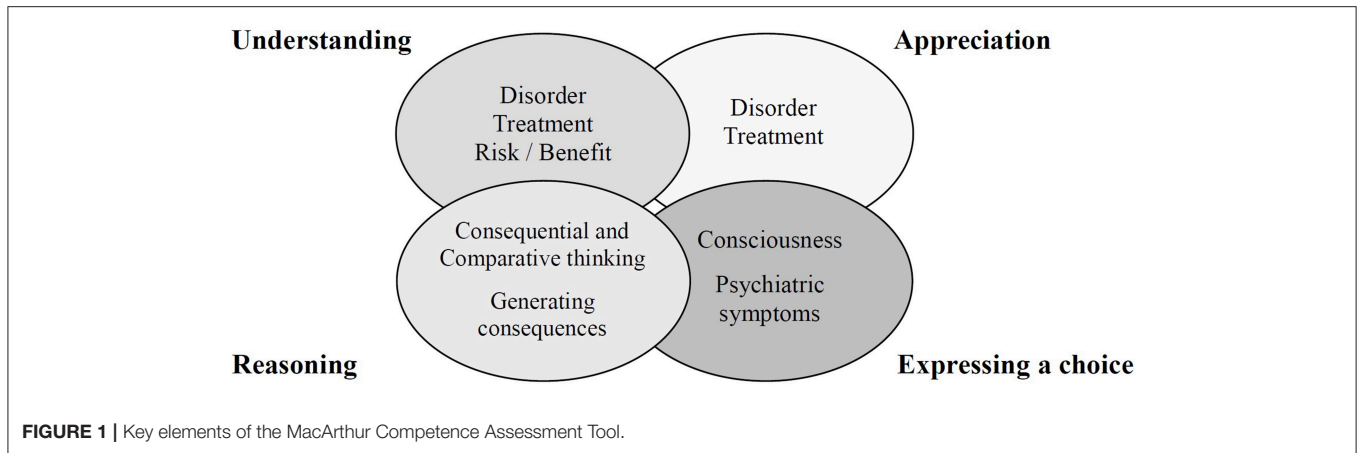 Understanding
Appreciation
Disorder
Treatment
Risk / Benefit
Disorder
Treatment
Consequential and
Comparative thinking
Generating
consequences
Consciousness
Psychiatric
symptoms
Reasoning
Expressing a choice
FIGURE 1 | Key elements of the MacArthur Competence Assessment Tool.